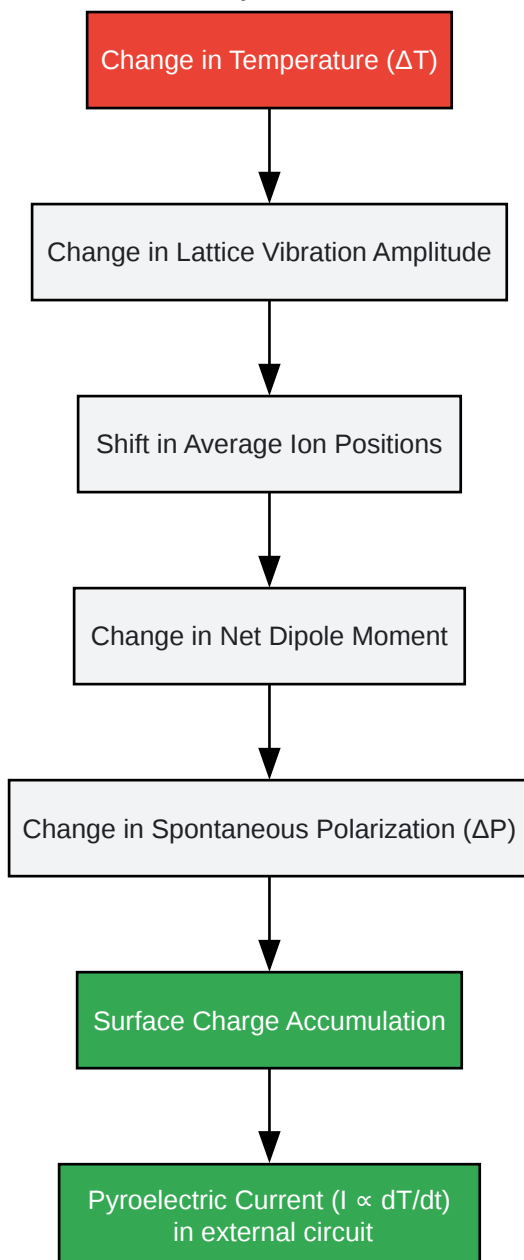 Change in Temperature (ΔT)
Change in Lattice Vibration Amplitude
Shift in Average Ion Positions
Change in Net Dipole Moment
Change in Spontaneous Polarization (ΔP)
Surface Charge Accumulation
Pyroelectric Current (I ∝ dT/dt)
in external circuit